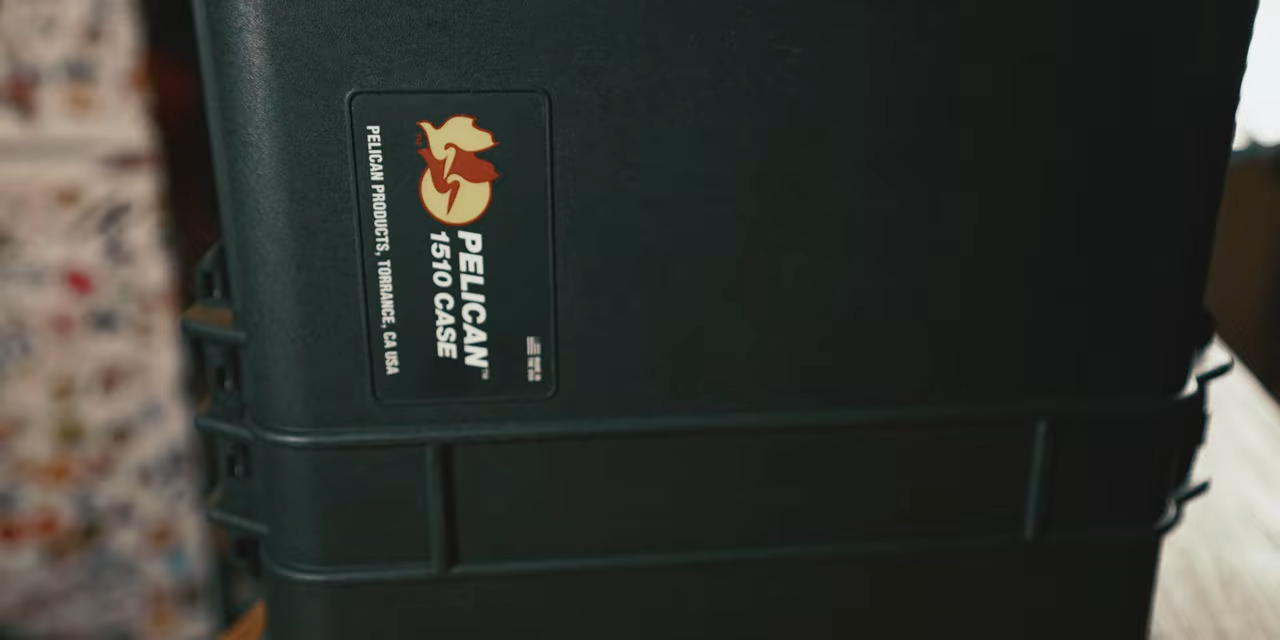 PELICAN™
1510 CASE
PELICAN PRODUCTS, TORRANCE, CA USA